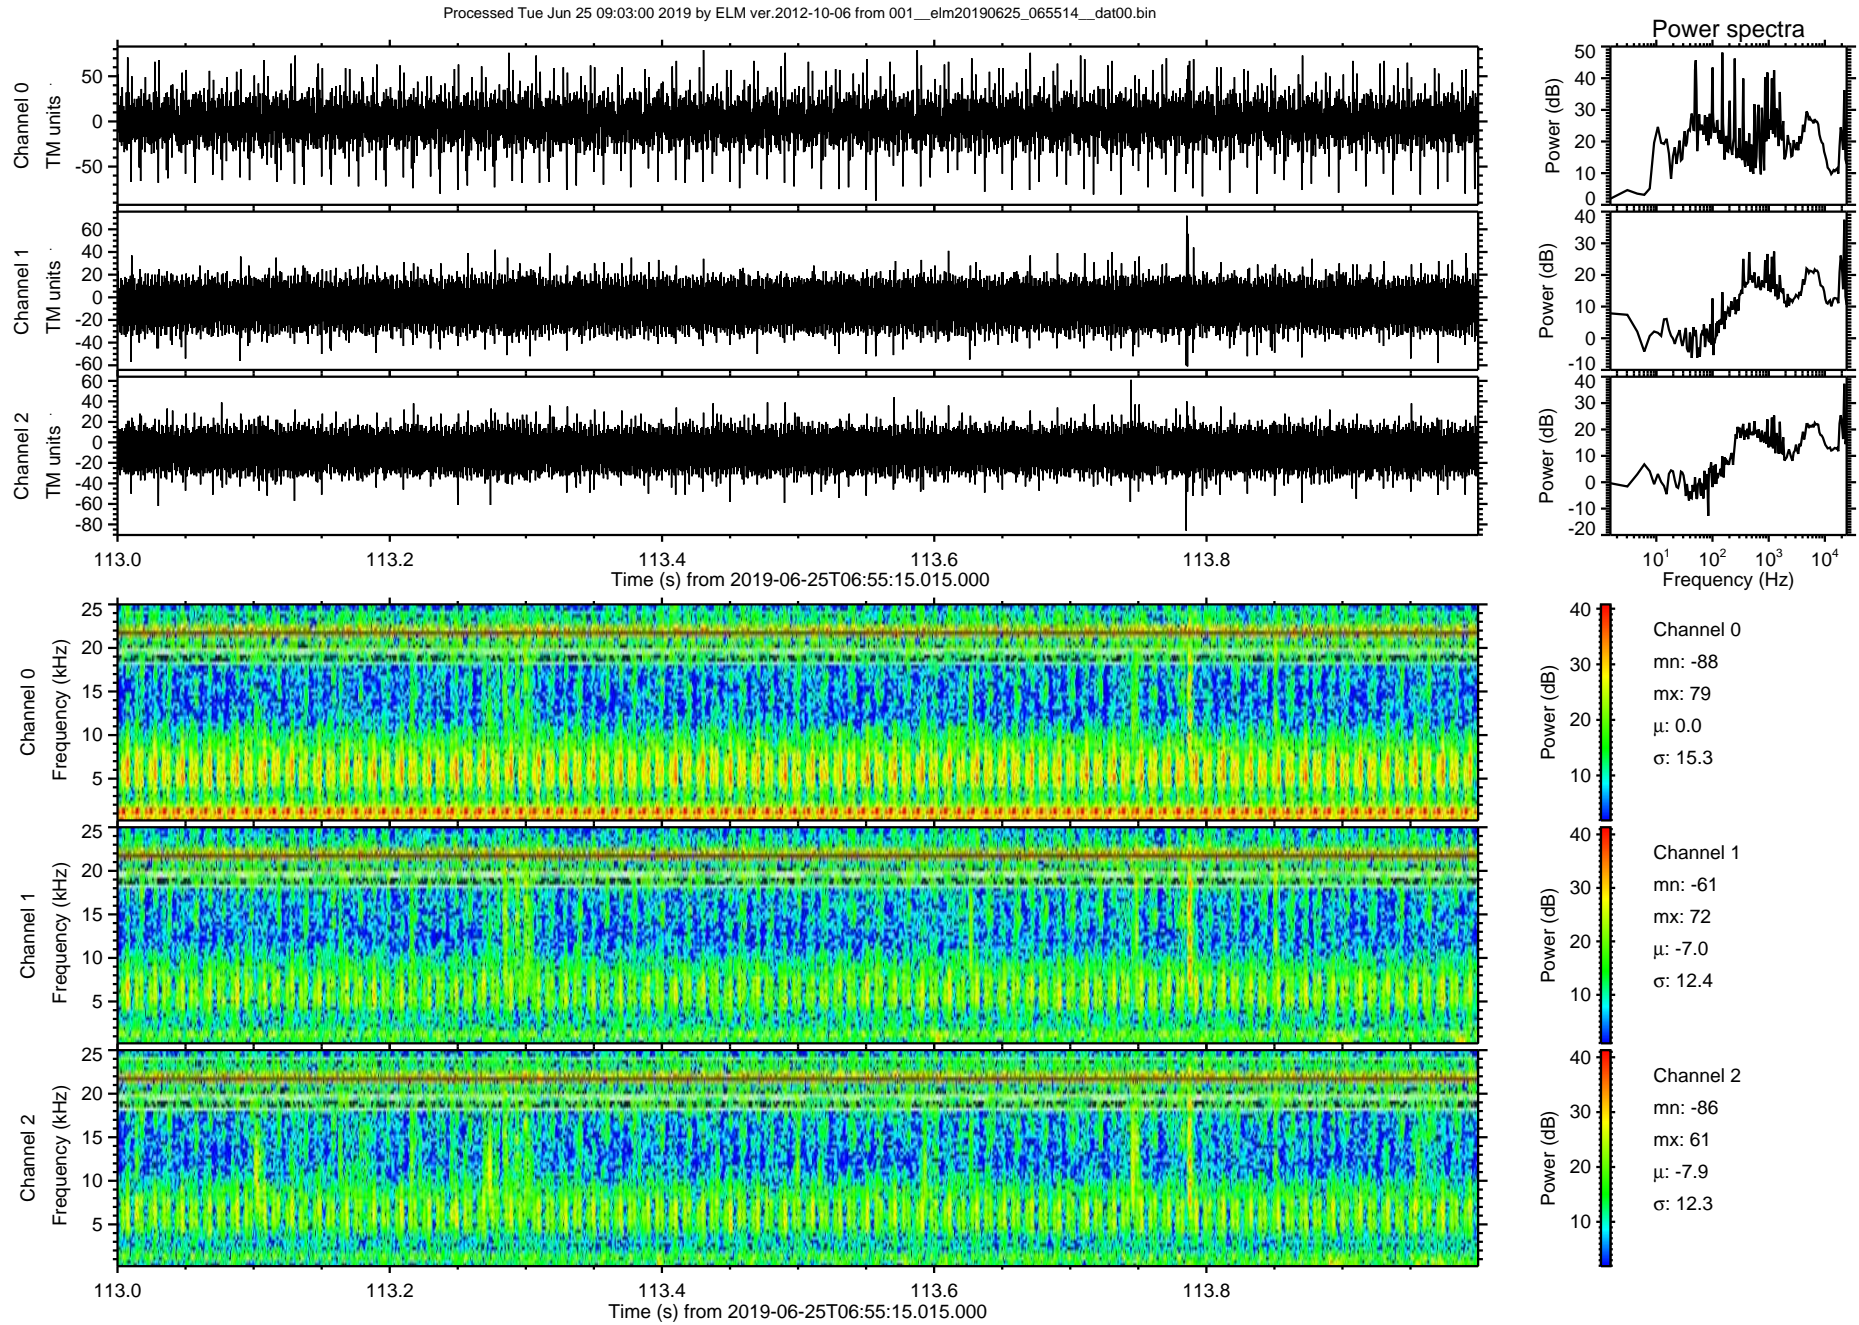 Processed Tue Jun 25 09:03:00 2019 by ELM ver.2012-10-06 from 001__elm20190625_065514__dat00.bin
Power spectra
Channel 0
TM units
50
0
-50
Power (dB)
50
40
30
20
10
0
Channel 1
TM units
60
40
20
0
-20
-40
-60
Power (dB)
40
30
20
10
0
-10
Channel 2
TM units
60
40
20
0
-20
-40
-60
-80
Power (dB)
40
30
20
10
0
-10
-20
113.0 113.2 113.4 113.6 113.8
Time (s) from 2019-06-25T06:55:15.015.000
10¹ 10² 10³ 10⁴
Frequency (Hz)
Channel 0
Frequency (kHz)
25
20
15
10
5
Power (dB)
40
30
20
10
Channel 0
mn: -88
mx: 79
μ: 0.0
σ: 15.3
Channel 1
Frequency (kHz)
25
20
15
10
5
Power (dB)
40
30
20
10
Channel 1
mn: -61
mx: 72
μ: -7.0
σ: 12.4
Channel 2
Frequency (kHz)
25
20
15
10
5
Power (dB)
40
30
20
10
Channel 2
mn: -86
mx: 61
μ: -7.9
σ: 12.3
113.0 113.2 113.4 113.6 113.8
Time (s) from 2019-06-25T06:55:15.015.000